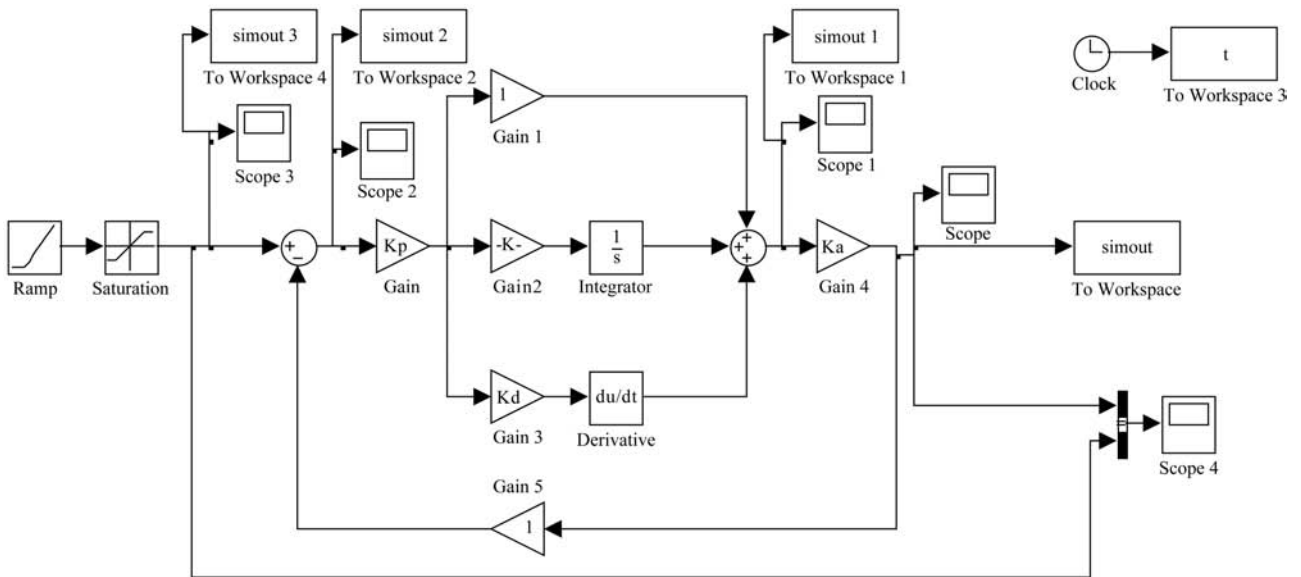 simout 3
simout 2
simout 1
t
To Workspace 4
To Workspace 2
To Workspace 1
Clock
To Workspace 3
1
Gain 1
Scope 3
Scope 2
Scope 1
Scope
Ramp
Saturation
+
−
Kp
Gain
-K-
Gain2
1
s
Integrator
+
+
+
Ka
Gain 4
simout
To Workspace
Kd
Gain 3
du/dt
Derivative
Scope 4
Gain 5
1